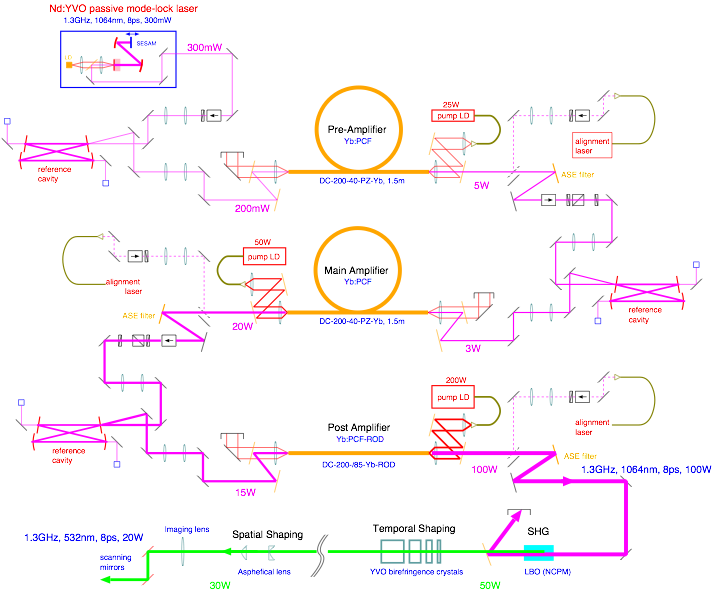 Nd:YVO passive mode-lock laser
1.3GHz, 1064nm, 8ps, 300mW
SESAM
LD
300mW
25W
pump LD
Pre-Amplifier
Yb:PCF
alignment
laser
reference
cavity
DC-200-40-PZ-Yb, 1.5m
5W
ASE filter
200mW
50W
pump LD
Main Amplifier
Yb:PCF
alignment
laser
ASE filter
20W
DC-200-40-PZ-Yb, 1.5m
reference
cavity
3W
200W
pump LD
Post Amplifier
Yb:PCF-ROD
alignment
laser
reference
cavity
DC-200-/85-Yb-ROD
100W
ASE filter
15W
1.3GHz, 1064nm, 8ps, 100W
Imaging lens
1.3GHz, 532nm, 8ps, 20W
Spatial Shaping
Temporal Shaping
SHG
scanning
mirrors
Asphefical lens
YVO birefringence crystals
LBO (NCPM)
30W
50W